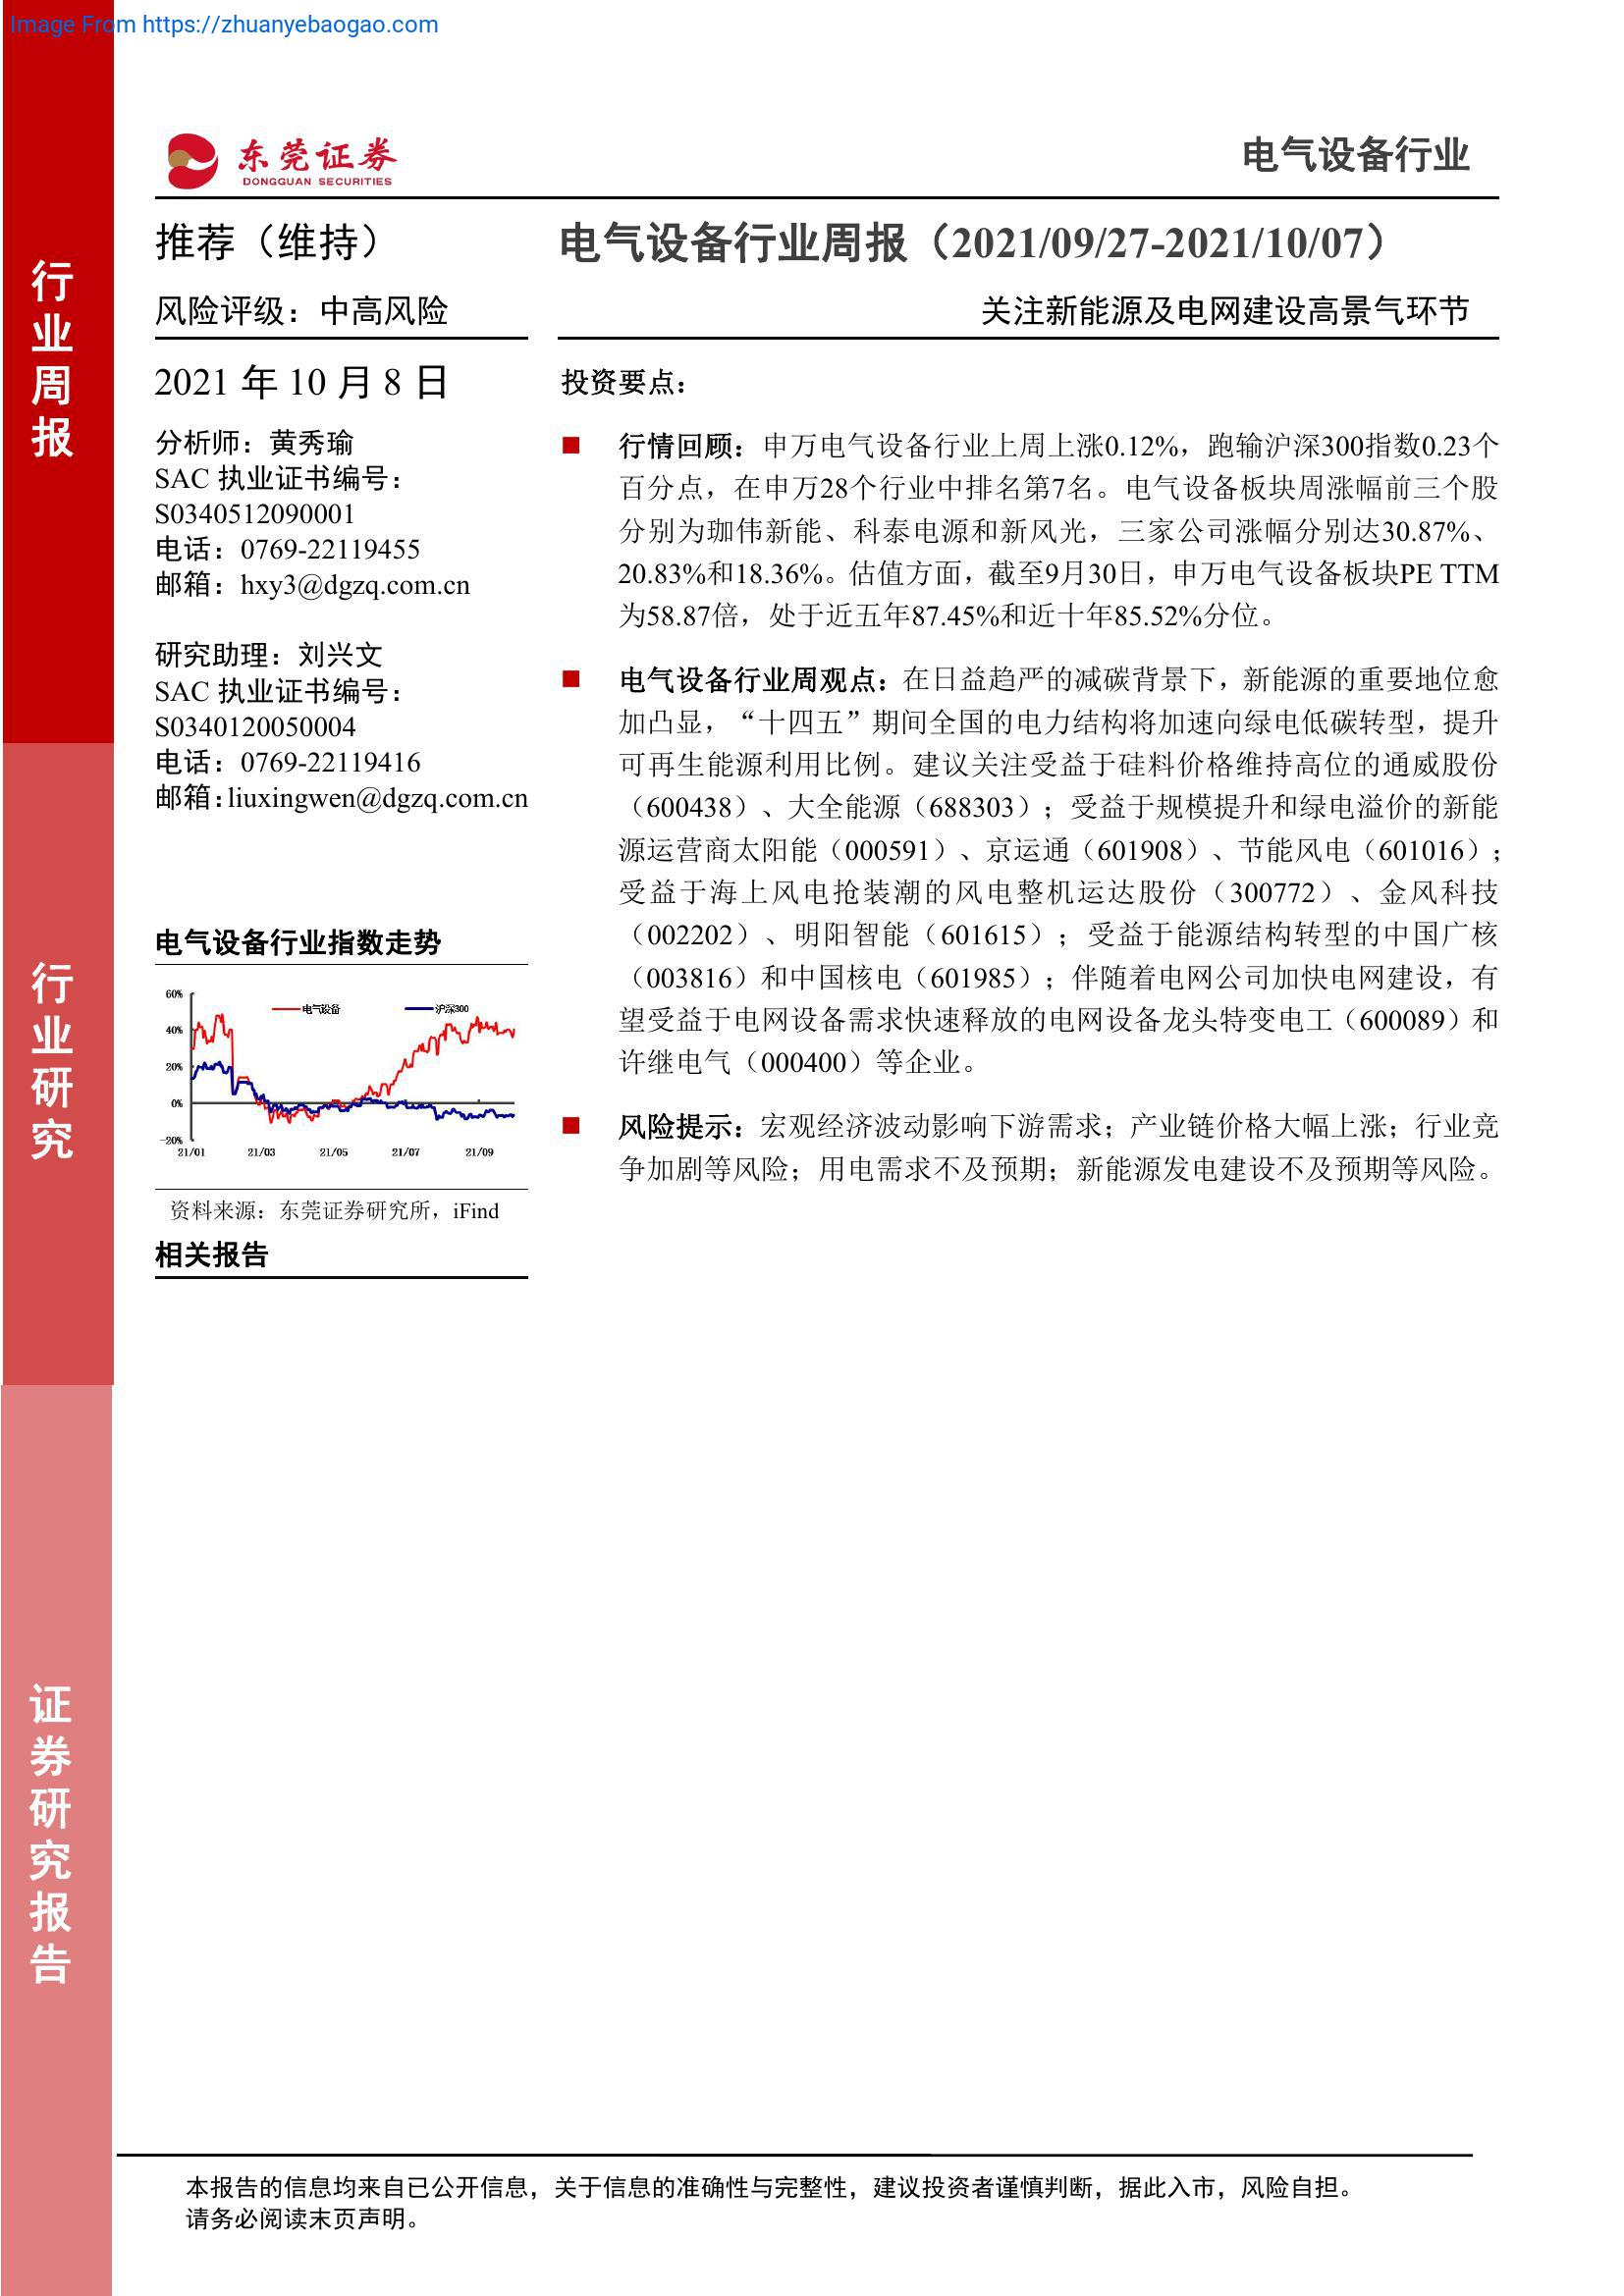 Image From https://zhuanyebaogao.com
东莞证券
DONGGUAN SECURITIES
电气设备行业
行业周报
行业研究
证券研究报告
推荐（维持）
风险评级：中高风险
2021 年 10 月 8 日
分析师：黄秀瑜
SAC 执业证书编号：
S0340512090001
电话：0769-22119455
邮箱：hxy3@dgzq.com.cn
研究助理：刘兴文
SAC 执业证书编号：
S0340120050004
电话：0769-22119416
邮箱：liuxingwen@dgzq.com.cn
电气设备行业指数走势
60%
40%
20%
0%
-20%
电气设备
沪深300
21/01
21/03
21/05
21/07
21/09
资料来源：东莞证券研究所，iFind
相关报告
电气设备行业周报（2021/09/27-2021/10/07）
关注新能源及电网建设高景气环节
投资要点：
行情回顾：申万电气设备行业上周上涨0.12%，跑输沪深300指数0.23个
百分点，在申万28个行业中排名第7名。电气设备板块周涨幅前三个股
分别为珈伟新能、科泰电源和新风光，三家公司涨幅分别达30.87%、
20.83%和18.36%。估值方面，截至9月30日，申万电气设备板块PE TTM
为58.87倍，处于近五年87.45%和近十年85.52%分位。
电气设备行业周观点：在日益趋严的减碳背景下，新能源的重要地位愈
加凸显，“十四五”期间全国的电力结构将加速向绿电低碳转型，提升
可再生能源利用比例。建议关注受益于硅料价格维持高位的通威股份
（600438）、大全能源（688303）；受益于规模提升和绿电溢价的新能
源运营商太阳能（000591）、京运通（601908）、节能风电（601016）；
受益于海上风电抢装潮的风电整机运达股份（300772）、金风科技
（002202）、明阳智能（601615）；受益于能源结构转型的中国广核
（003816）和中国核电（601985）；伴随着电网公司加快电网建设，有
望受益于电网设备需求快速释放的电网设备龙头特变电工（600089）和
许继电气（000400）等企业。
风险提示：宏观经济波动影响下游需求；产业链价格大幅上涨；行业竞
争加剧等风险；用电需求不及预期；新能源发电建设不及预期等风险。
本报告的信息均来自已公开信息，关于信息的准确性与完整性，建议投资者谨慎判断，据此入市，风险自担。
请务必阅读末页声明。